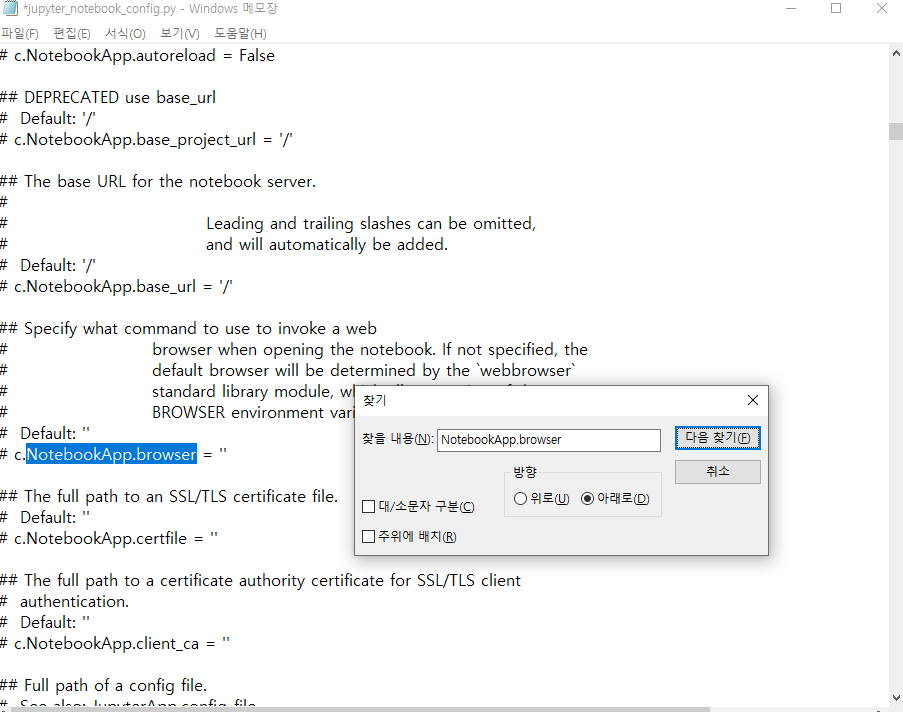 *jupyter_notebook_config.py - Windows 메모장
파일(F) 편집(E) 서식(O) 보기(V) 도움말(H)
# c.NotebookApp.autoreload = False
## DEPRECATED use base_url
#  Default: '/'
# c.NotebookApp.base_project_url = '/'
## The base URL for the notebook server.
#
# Leading and trailing slashes can be omitted,
# and will automatically be added.
#  Default: '/'
# c.NotebookApp.base_url = '/'
## Specify what command to use to invoke a web
# browser when opening the notebook. If not specified, the
# default browser will be determined by the `webbrowser`
# standard library module,
# BROWSER environment
#  Default: ''
# c.NotebookApp.browser = ''
## The full path to an SSL/TLS certificate file.
#  Default: ''
# c.NotebookApp.certfile = ''
## The full path to a certificate authority certificate for SSL/TLS client
#  authentication.
#  Default: ''
# c.NotebookApp.client_ca = ''
## Full path of a config file.
#  See also: JupyterApp.config_file
찾기
찾을 내용(N): NotebookApp.browser
다음 찾기(F)
취소
방향
위로(U) 아래로(D)
대/소문자 구분(C)
주위에 배치(R)